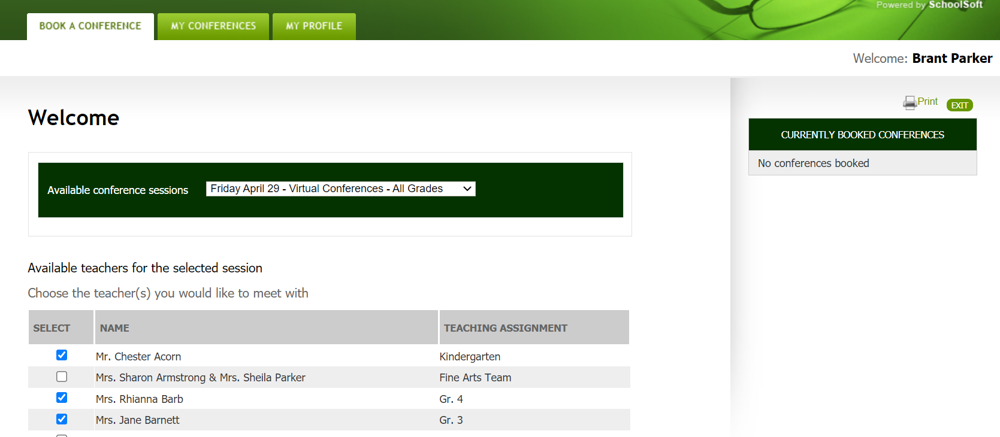 Powered by SchoolSoft
BOOK A CONFERENCE
MY CONFERENCES
MY PROFILE
Welcome: Brant Parker
Print
EXIT
Welcome
CURRENTLY BOOKED CONFERENCES
No conferences booked
Available conference sessions
Friday April 29 - Virtual Conferences - All Grades
Available teachers for the selected session
Choose the teacher(s) you would like to meet with
SELECT NAME TEACHING ASSIGNMENT
Mr. Chester Acorn Kindergarten
Mrs. Sharon Armstrong & Mrs. Sheila Parker Fine Arts Team
Mrs. Rhianna Barb Gr. 4
Mrs. Jane Barnett Gr. 3